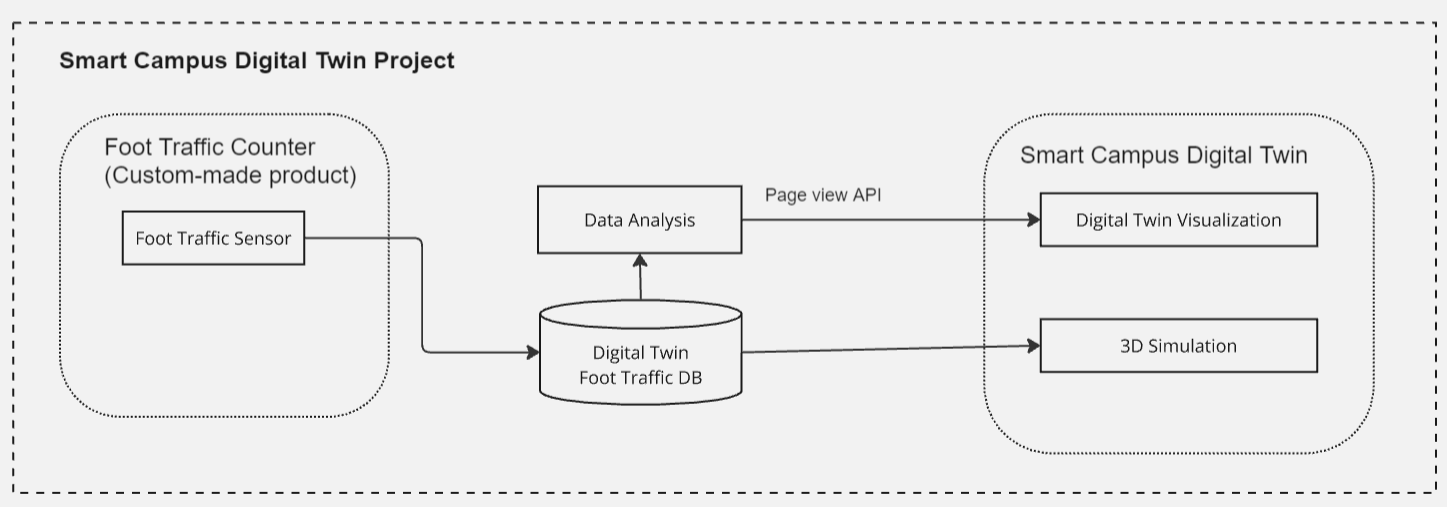 Smart Campus Digital Twin Project
Foot Traffic Counter
(Custom-made product)
Foot Traffic Sensor
Data Analysis
Page view API
Digital Twin
Foot Traffic DB
Smart Campus Digital Twin
Digital Twin Visualization
3D Simulation